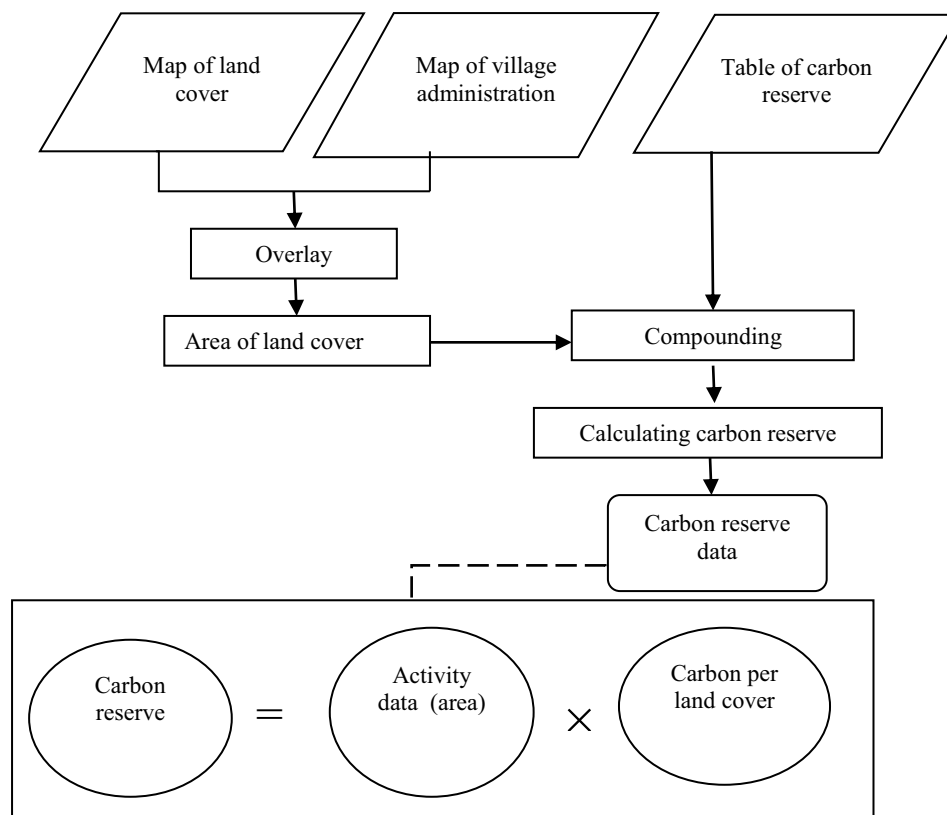 Map of land
cover
Map of village
administration
Table of carbon
reserve
Overlay
Area of land cover
Compounding
Calculating carbon reserve
Carbon reserve
data
Carbon
reserve
=
Activity
data (area)
×
Carbon per
land cover